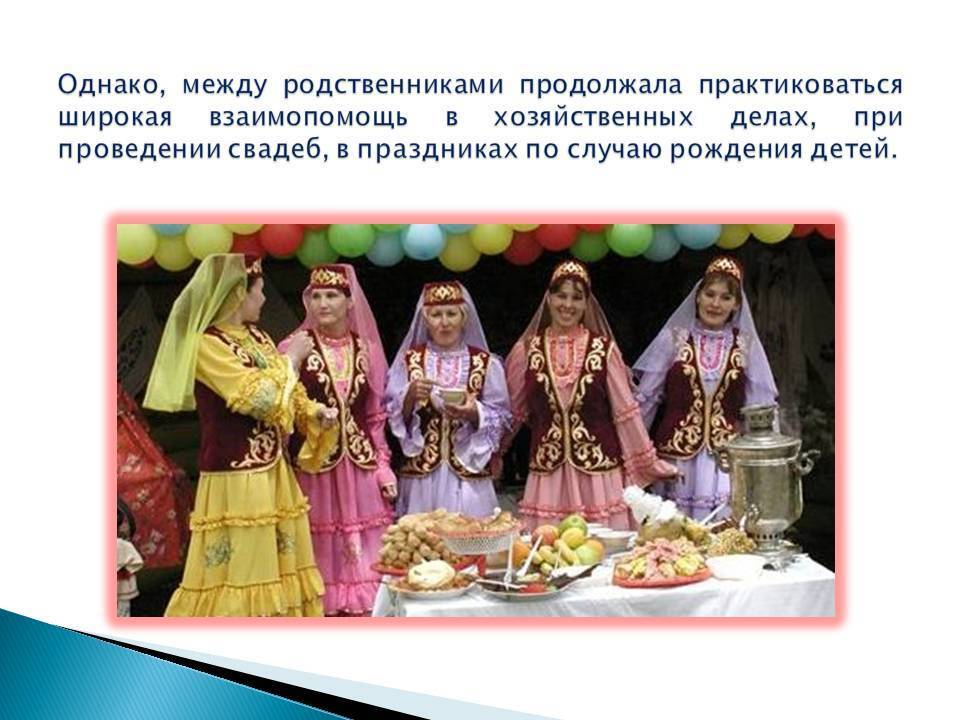 Однако, между родственниками продолжала практиковаться
широкая взаимопомощь в хозяйственных делах, при
проведении свадеб, в праздниках по случаю рождения детей.